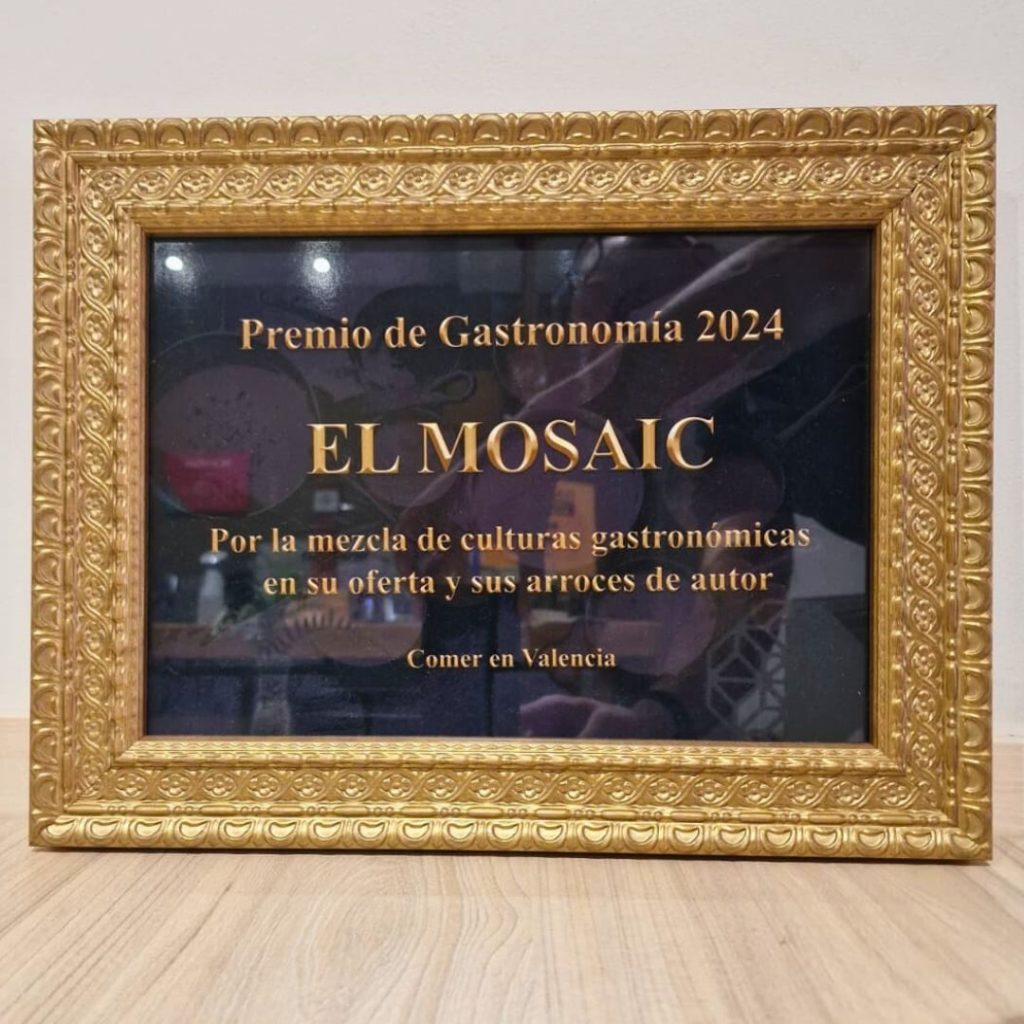 Premio de Gastronomía 2024
EL MOSAIC
Por la mezcla de culturas gastronómicas
en su oferta y sus arroces de autor
Comer en Valencia